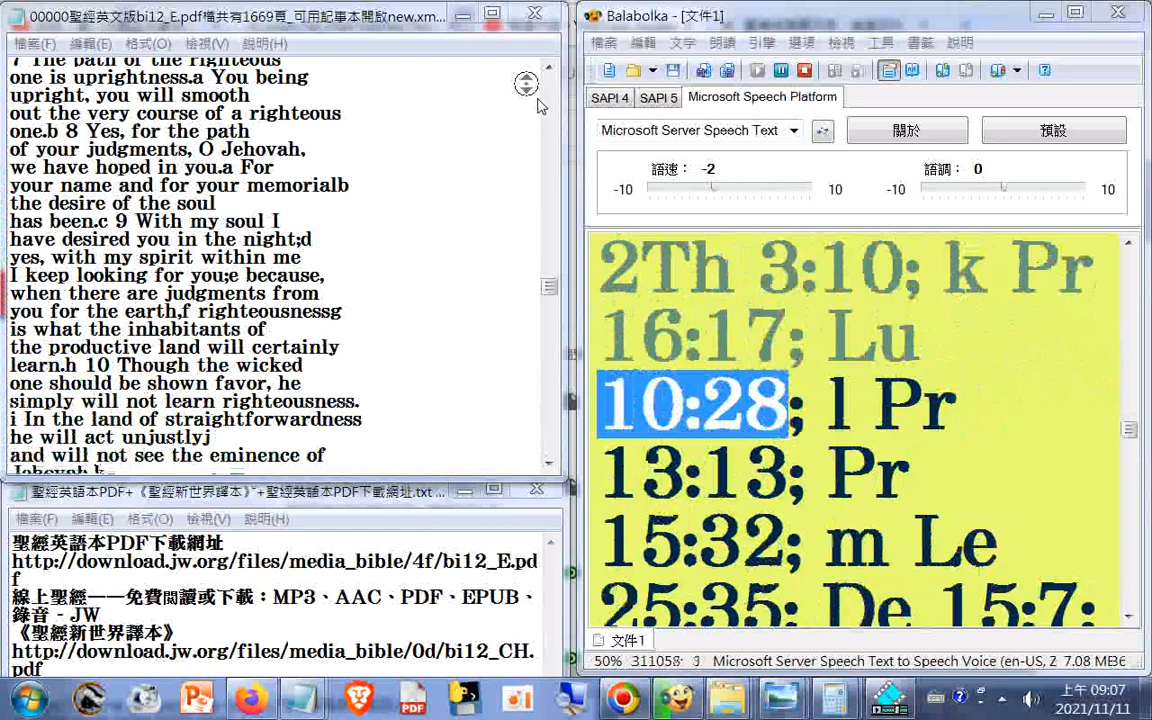 00000聖經英文版bi12_E.pdf檔共有1669頁_可用記事本開啟new.xm...
檔案(F) 編輯(E) 格式(O) 檢視(V) 說明(H)
7 The path of the righteous
one is uprightness.a You being
upright, you will smooth
out the very course of a righteous
one.b 8 Yes, for the path
of your judgments, O Jehovah,
we have hoped in you.a For
your name and for your memorialb
the desire of the soul
has been.c 9 With my soul I
have desired you in the night;d
yes, with my spirit within me
I keep looking for you;e because,
when there are judgments from
you for the earth,f righteousnessg
is what the inhabitants of
the productive land will certainly
learn.h 10 Though the wicked
one should be shown favor, he
simply will not learn righteousness.
i In the land of straightforwardness
he will act unjustlyj
and will not see the eminence of
Jehovah.k
聖經英語本PDF+《聖經新世界譯本》~+聖經英語本PDF下載網址.txt ...
檔案(F) 編輯(E) 格式(O) 檢視(V) 說明(H)
聖經英語本PDF下載網址
http://download.jw.org/files/media_bible/4f/bi12_E.pd
f
線上聖經——免費閱讀或下載：MP3、AAC、PDF、EPUB、
錄音 - JW
《聖經新世界譯本》
http://download.jw.org/files/media_bible/0d/bi12_CH.
pdf
Balabolka - [文件1]
檔案 編輯 文字 朗讀 引擎 選項 檢視 工具 書籤 說明
SAPI 4 SAPI 5 Microsoft Speech Platform
Microsoft Server Speech Text 關於 預設
語速： -2 語調： 0
-10 10 -10 10
2Th 3:10; k Pr
16:17; Lu
10:28; l Pr
13:13; Pr
15:32; m Le
25:35; De 15:7;
文件1
50% 311058: 3 Microsoft Server Speech Text to Speech Voice (en-US, Z 7.08 MB
上午 09:07
2021/11/11